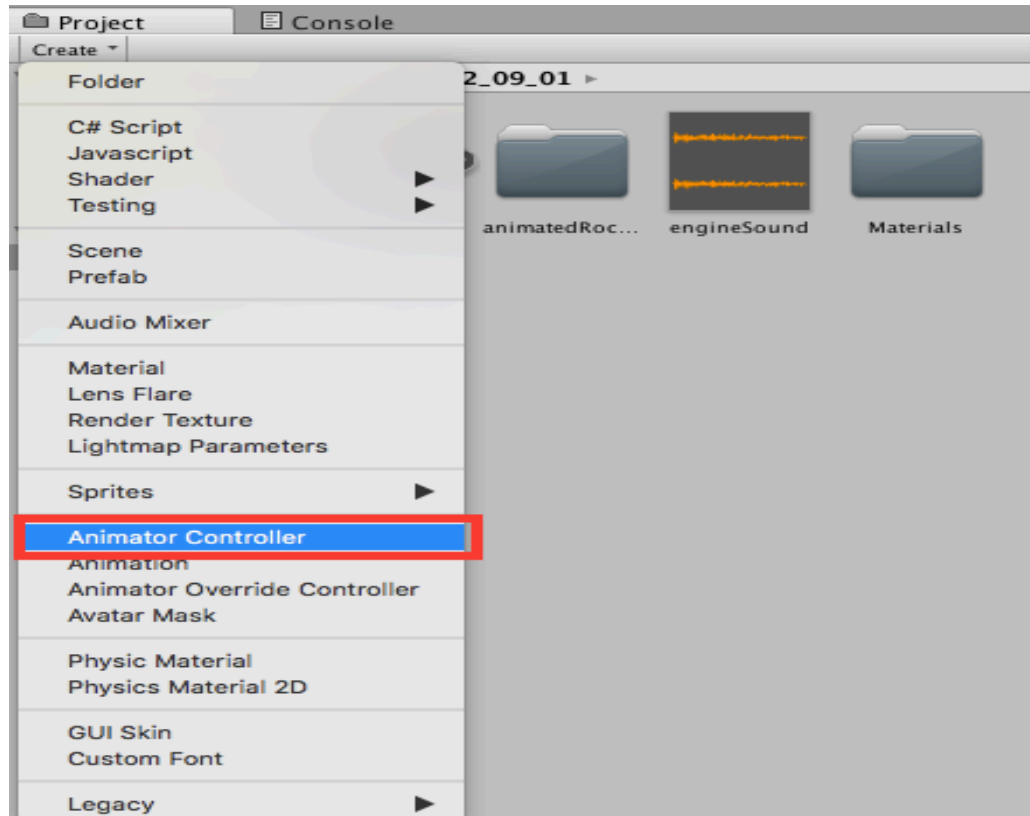 Project
Console
Create
2_09_01
Folder
C# Script
Javascript
Shader
Testing
Scene
Prefab
Audio Mixer
Material
Lens Flare
Render Texture
Lightmap Parameters
Sprites
Animator Controller
Animation
Animator Override Controller
Avatar Mask
Physic Material
Physics Material 2D
GUI Skin
Custom Font
Legacy
animatedRoc...
engineSound
Materials